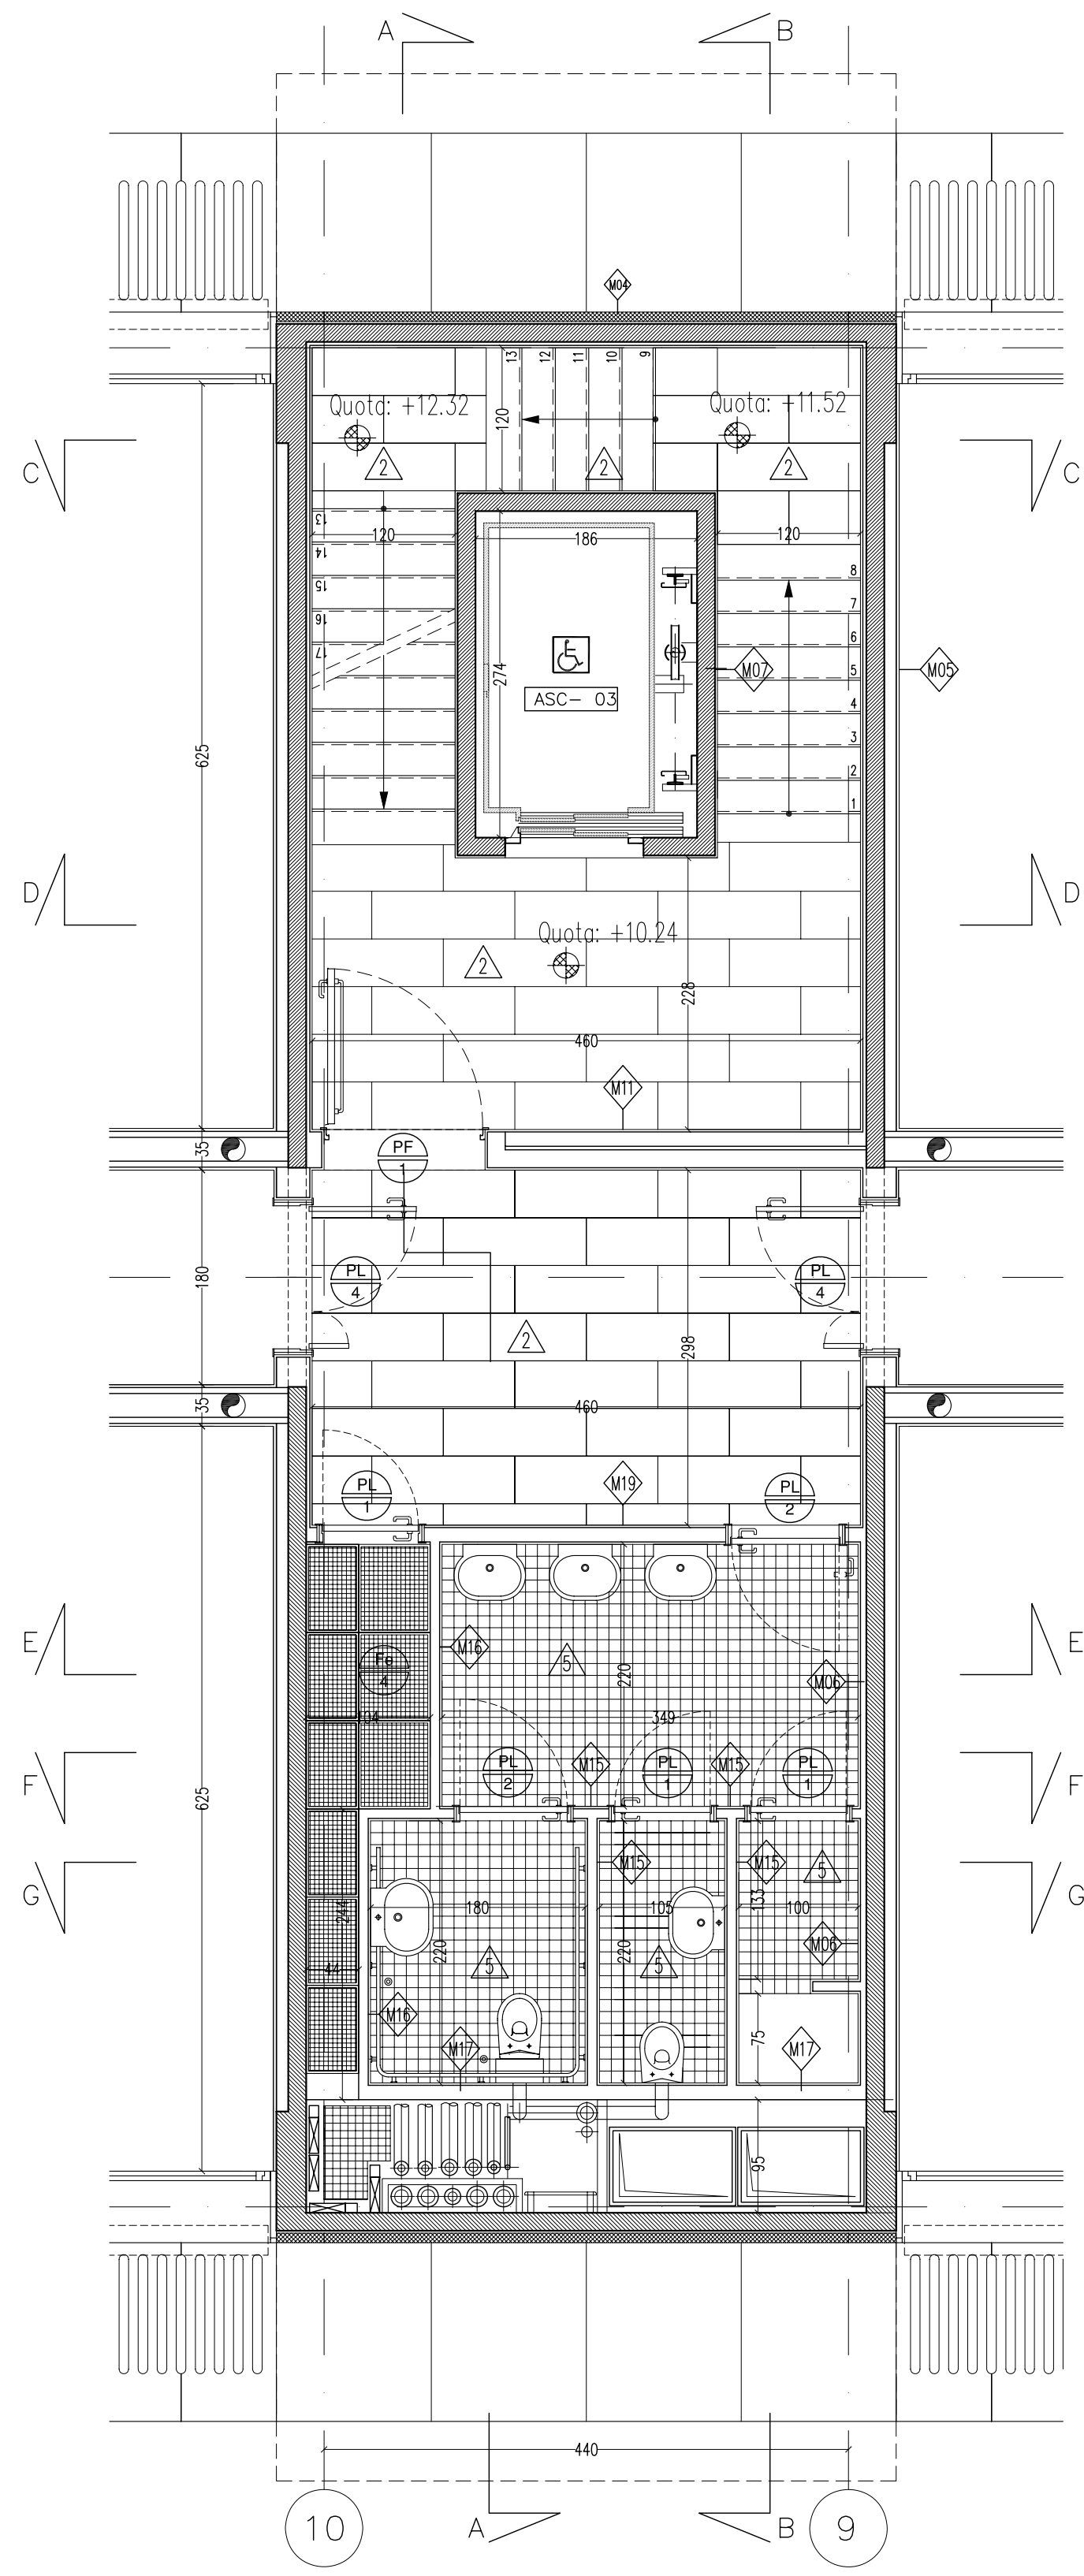 A
B
M04
13
12
11
10
9
Quota: +12.32
Quota: +11.52
120
2
2
2
C
C
13
120
186
120
14
15
16
17
8
7
6
5
4
3
2
1
274
ASC- 03
M07
M05
625
D
D
Quota: +10.24
2
228
460
M11
35
PF
1
180
PL
4
PL
4
2
298
35
460
PL
1
M19
PL
2
E
E
M16
5
220
Fe
4
M06
104
349
F
F
PL
2
M15
PL
1
M15
PL
1
625
G
G
M15
M15
5
133
244
180
105
100
M06
220
5
220
5
44
M16
M17
75
M17
95
440
10
A
B
9